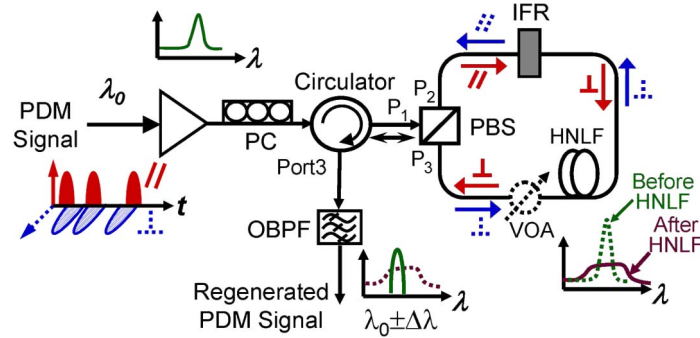 IFR
//
λ
Circulator
//
⊥
⊥
λ₀
P₁
P₂
PDM
Signal
PC
PBS
HNLF
Port3
P₃
//
⊥
Before
HNLF
t
⊥
⊥
VOA
After
HNLF
OBPF
λ
λ
Regenerated
PDM Signal
λ₀±Δλ